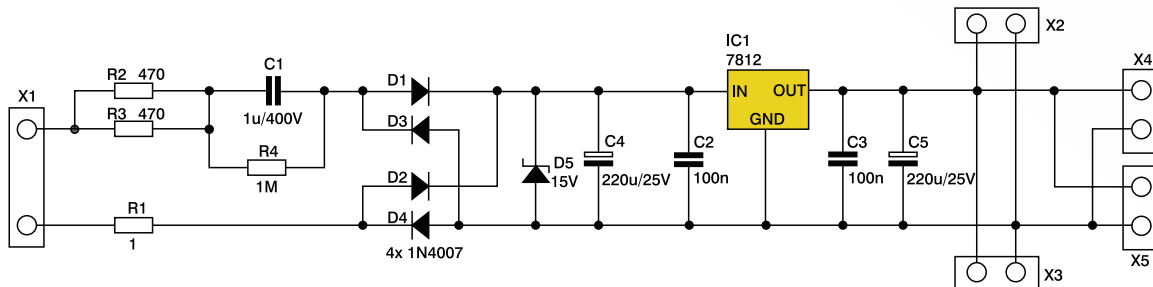 X2
IC1
7812
X4
C1
R2 470
D1
X1
IN OUT
R3 470
1u/400V
D3
GND
R4
D5
C4
C2
C3
C5
1M
D2
15V
220u/25V
100n
100n
220u/25V
R1
D4
1
4x 1N4007
X5
X3